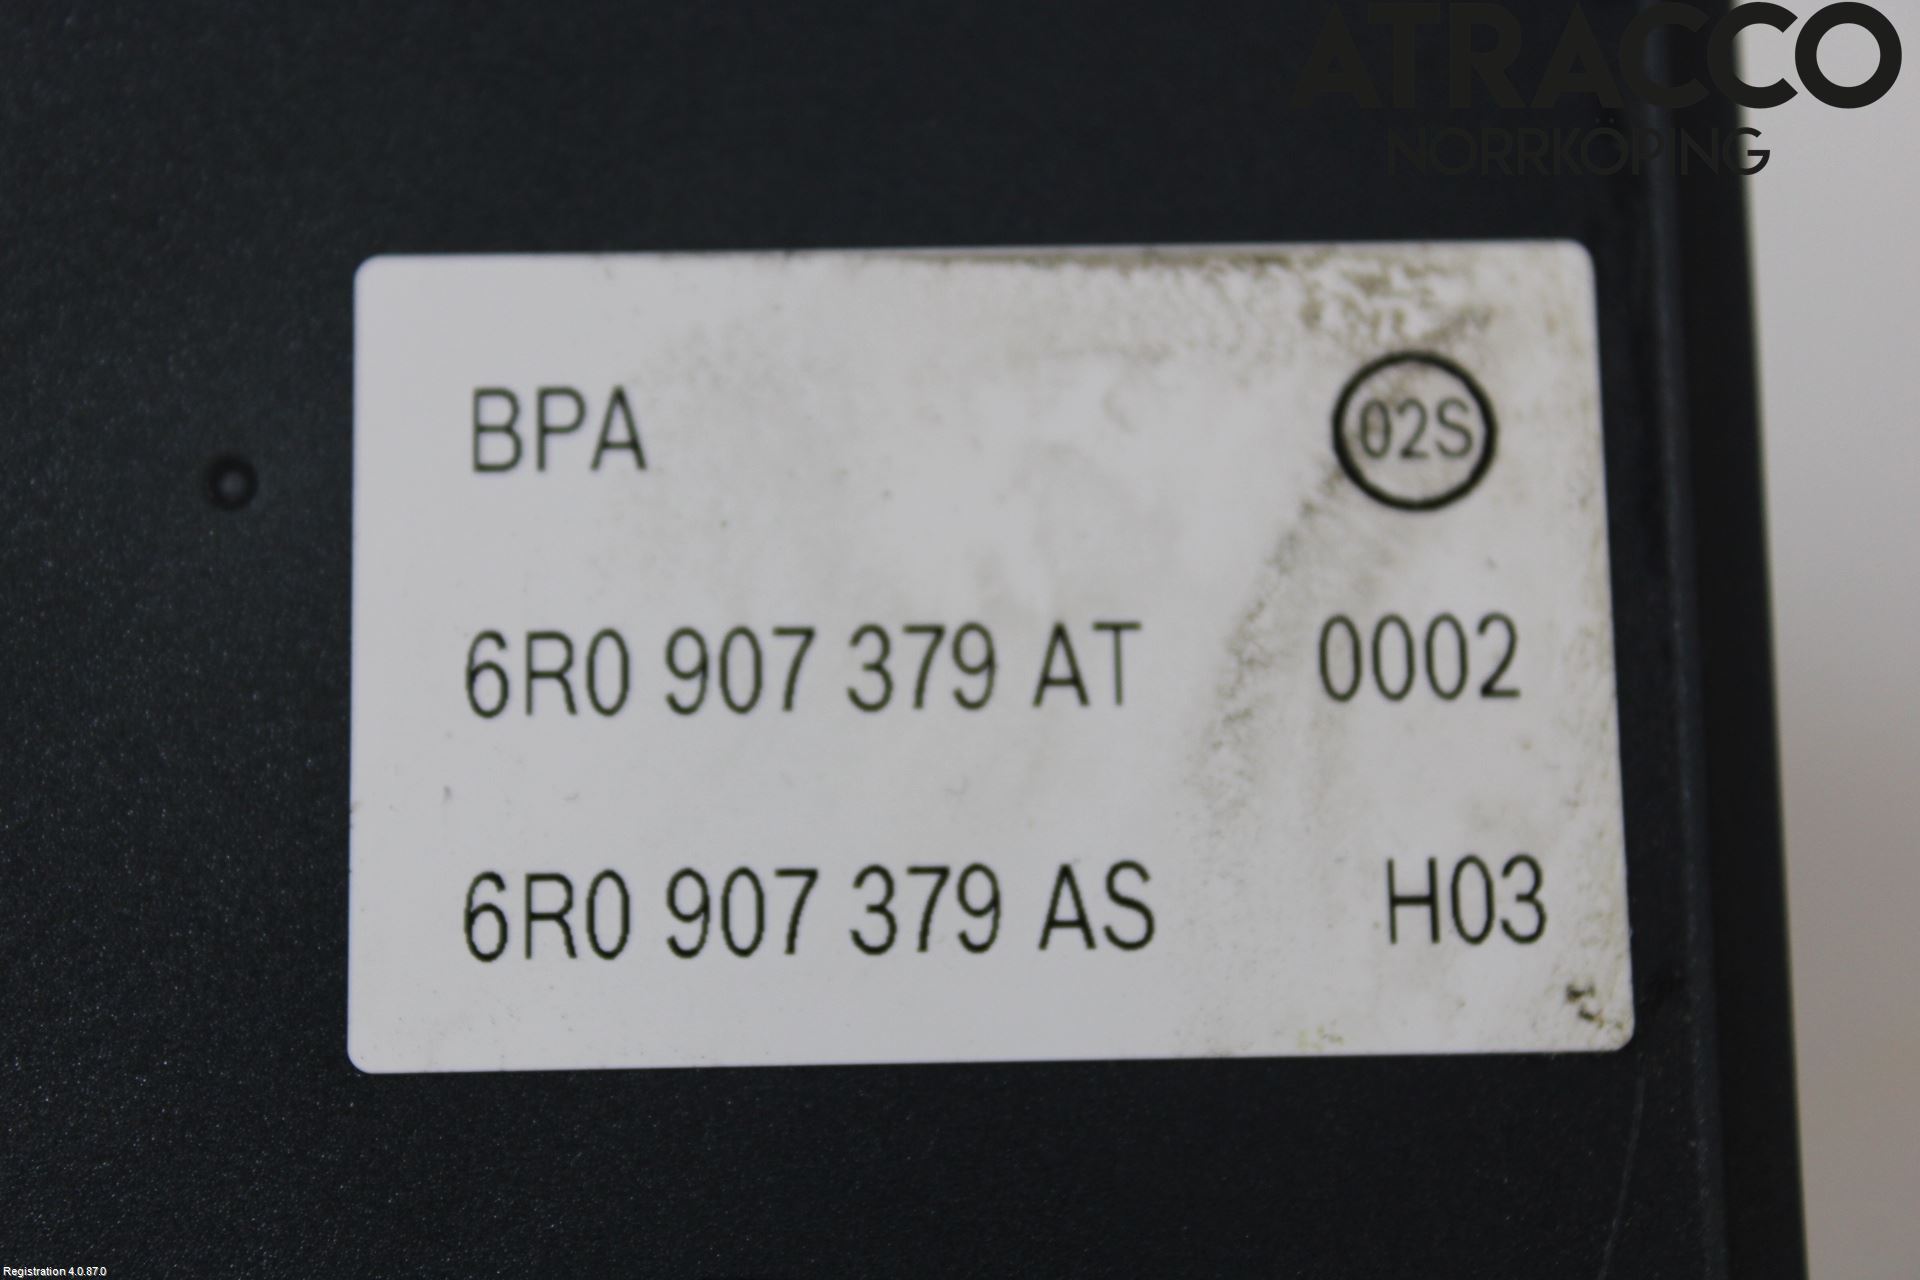 ATRACCO
NORRKÖPING
BPA 02S
6R0 907 379 AT 0002
6R0 907 379 AS H03
Registration 4.0.87.0